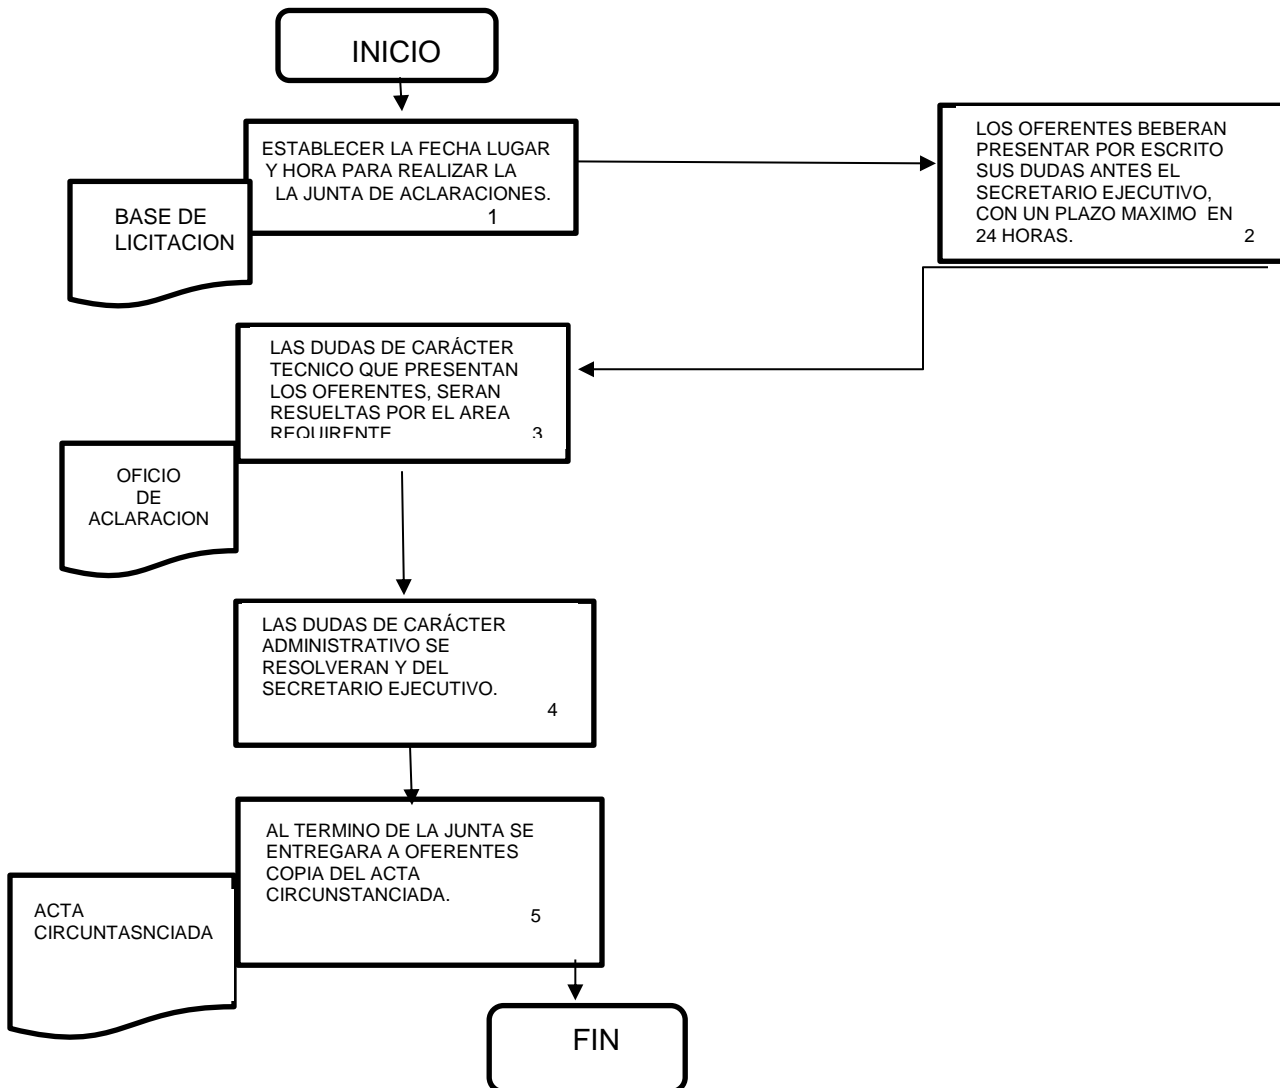 INICIO
ESTABLECER LA FECHA LUGAR
Y HORA PARA REALIZAR LA
LA JUNTA DE ACLARACIONES.
1
BASE DE
LICITACION
LOS OFERENTES BEBERAN
PRESENTAR POR ESCRITO
SUS DUDAS ANTES EL
SECRETARIO EJECUTIVO,
CON UN PLAZO MAXIMO EN
24 HORAS. 2
LAS DUDAS DE CARÁCTER
TECNICO QUE PRESENTAN
LOS OFERENTES, SERAN
RESUELTAS POR EL AREA
REQUIRENTE 3
OFICIO
DE
ACLARACION
LAS DUDAS DE CARÁCTER
ADMINISTRATIVO SE
RESOLVERAN Y DEL
SECRETARIO EJECUTIVO.
4
AL TERMINO DE LA JUNTA SE
ENTREGARA A OFERENTES
COPIA DEL ACTA
CIRCUNSTANCIADA.
5
ACTA
CIRCUNTASNCIADA
FIN